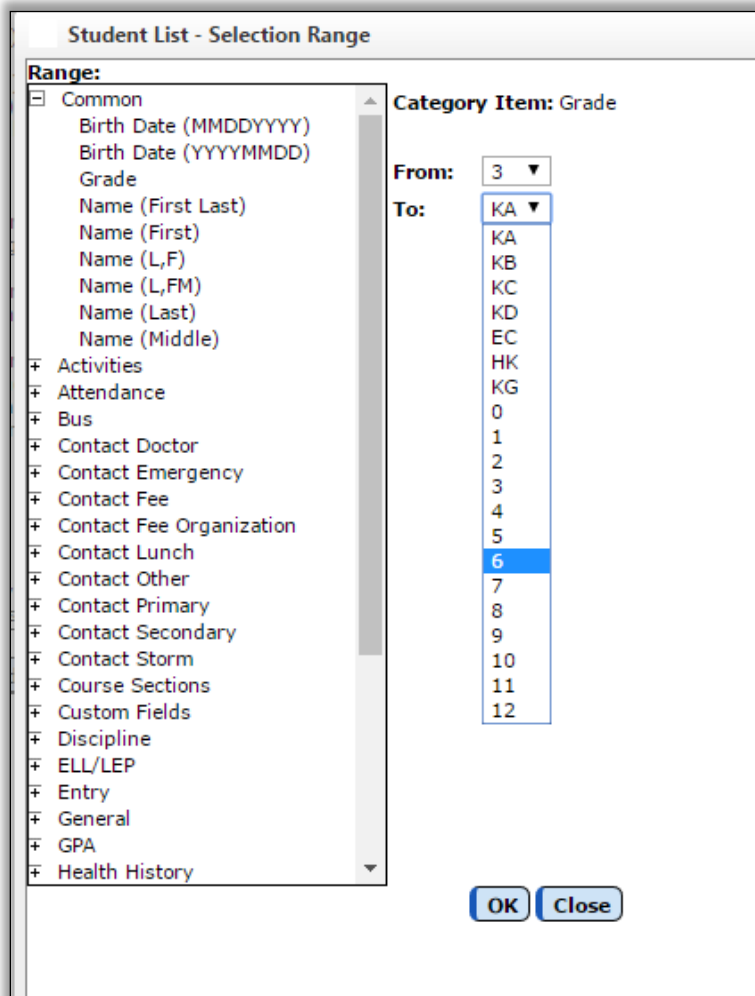 Student List - Selection Range
Range:
Common
Birth Date (MMDDYYYY)
Birth Date (YYYYMMDD)
Grade
Name (First Last)
Name (First)
Name (L,F)
Name (L,FM)
Name (Last)
Name (Middle)
Activities
Attendance
Bus
Contact Doctor
Contact Emergency
Contact Fee
Contact Fee Organization
Contact Lunch
Contact Other
Contact Primary
Contact Secondary
Contact Storm
Course Sections
Custom Fields
Discipline
ELL/LEP
Entry
General
GPA
Health History
Category Item: Grade
From: 3
To: KA
KA
KB
KC
KD
EC
HK
KG
0
1
2
3
4
5
6
7
8
9
10
11
12
OK Close